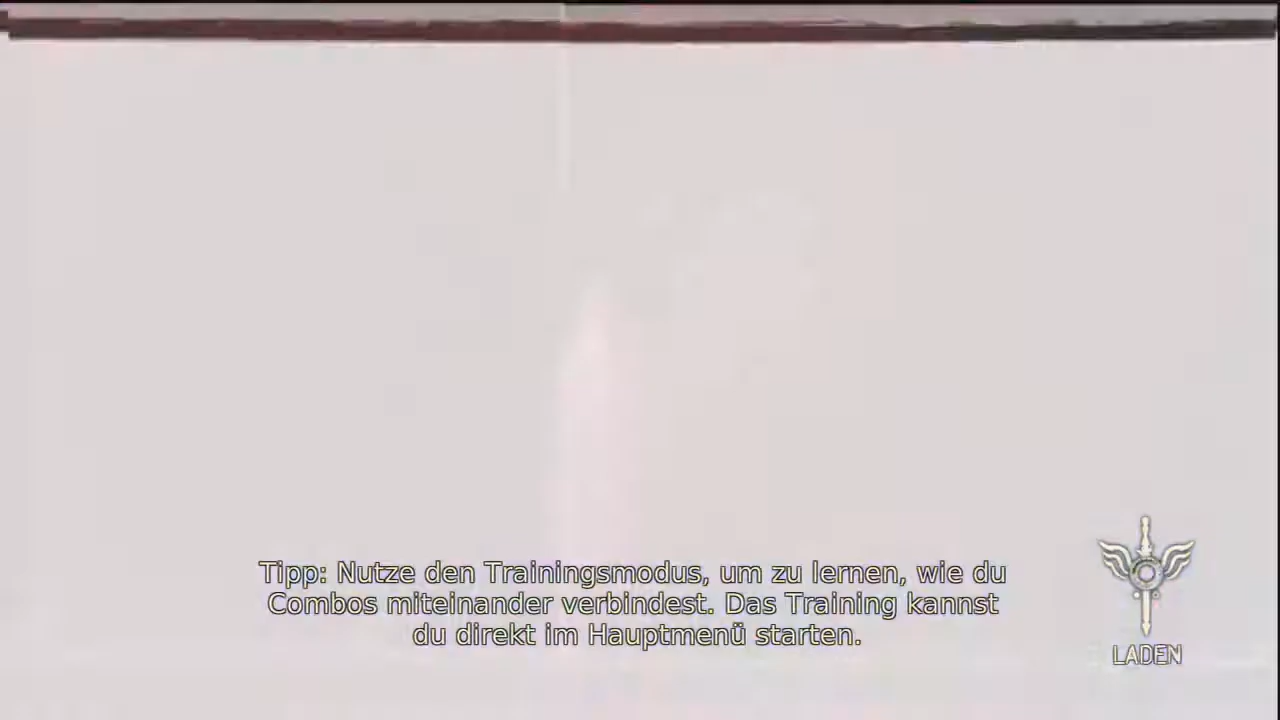 Tipp: Nutze den Trainingsmodus, um zu lernen, wie du
Combos miteinander verbindest. Das Training kannst
du direkt im Hauptmenü starten.
LADEN